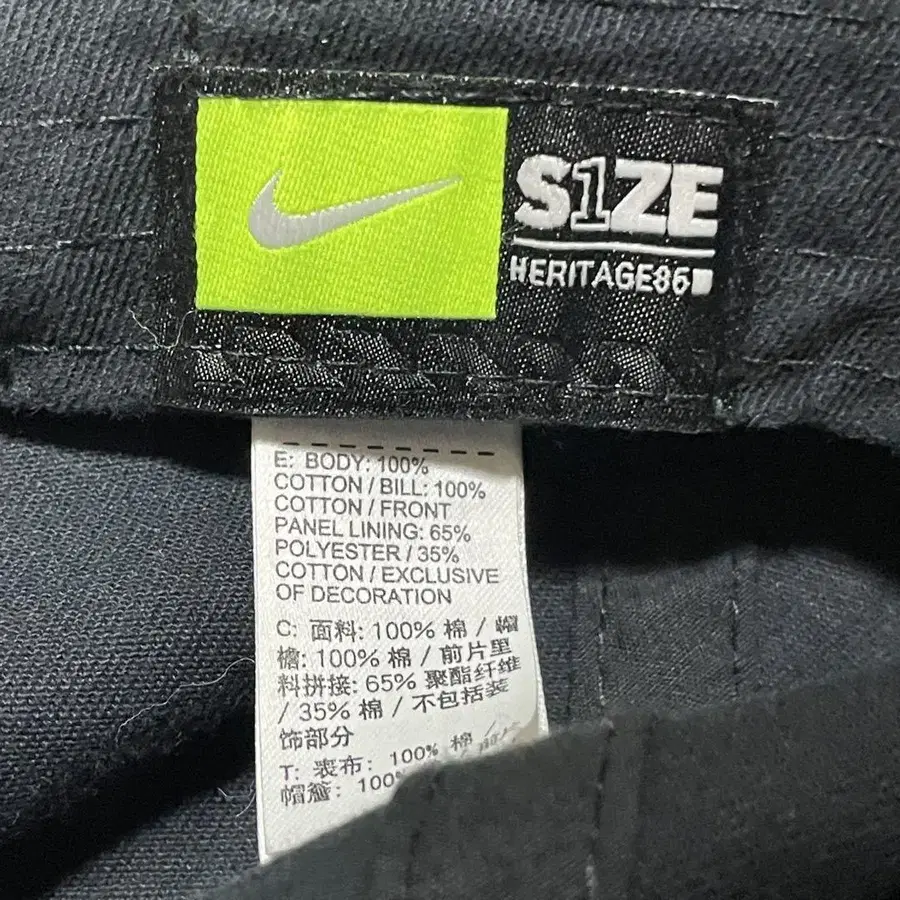 S1ZE
HERITAGE86
E: BODY: 100%
COTTON / BILL: 100%
COTTON / FRONT
PANEL LINING: 65%
POLYESTER / 35%
COTTON / EXCLUSIVE
OF DECORATION
C: 面料: 100% 棉 / 帽
檐: 100% 棉 / 前片里
料拼接: 65% 聚酯纤维
/ 35% 棉 / 不包括装
饰部分
T: 表布: 100% 棉 /
帽簷: 100%